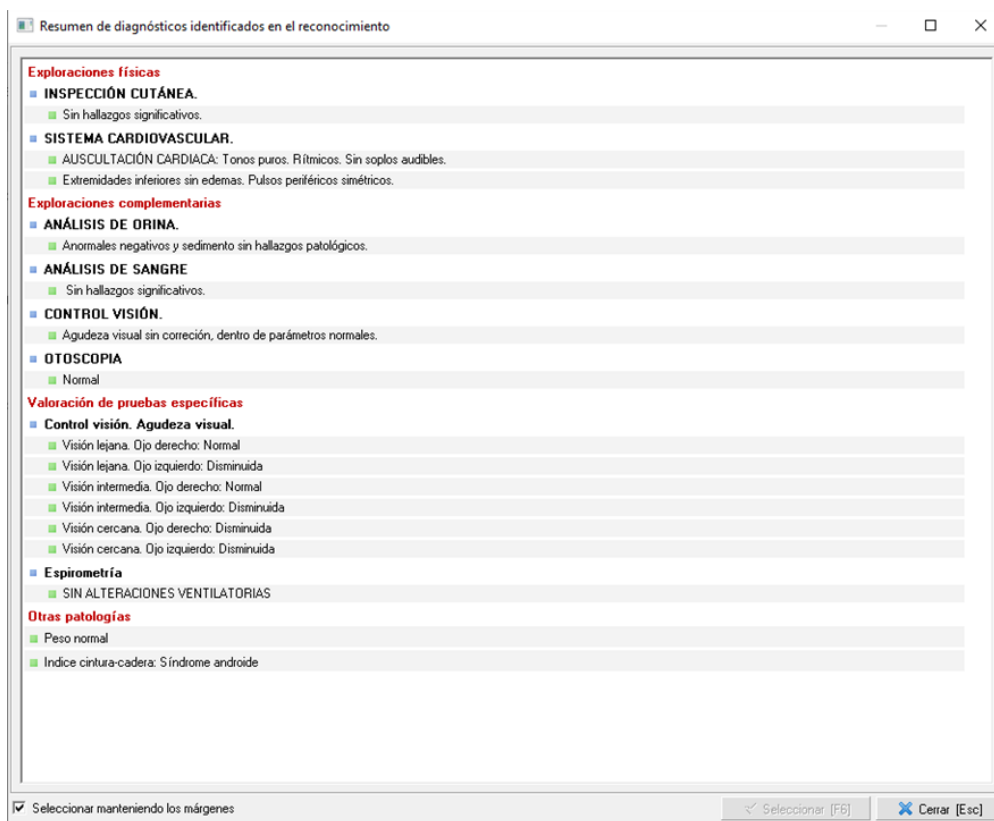 Resumen de diagnósticos identificados en el reconocimiento
Exploraciones físicas
INSPECCIÓN CUTÁNEA.
Sin hallazgos significativos.
SISTEMA CARDIOVASCULAR.
AUSCULTACIÓN CARDIACA: Tonos puros. Rítmicos. Sin soplos audibles.
Extremidades inferiores sin edemas. Pulsos periféricos simétricos.
Exploraciones complementarias
ANÁLISIS DE ORINA.
Anormales negativos y sedimento sin hallazgos patológicos.
ANÁLISIS DE SANGRE
Sin hallazgos significativos.
CONTROL VISIÓN.
Agudeza visual sin correción, dentro de parámetros normales.
OTOSCOPIA
Normal
Valoración de pruebas específicas
Control visión. Agudeza visual.
Visión lejana. Ojo derecho: Normal
Visión lejana. Ojo izquierdo: Disminuida
Visión intermedia. Ojo derecho: Normal
Visión intermedia. Ojo izquierdo: Disminuida
Visión cercana. Ojo derecho: Disminuida
Visión cercana. Ojo izquierdo: Disminuida
Espirometría
SIN ALTERACIONES VENTILATORIAS
Otras patologías
Peso normal
Indice cintura-cadera: Síndrome androide
Seleccionar manteniendo los márgenes
Seleccionar [F6]
Cerrar [Esc]